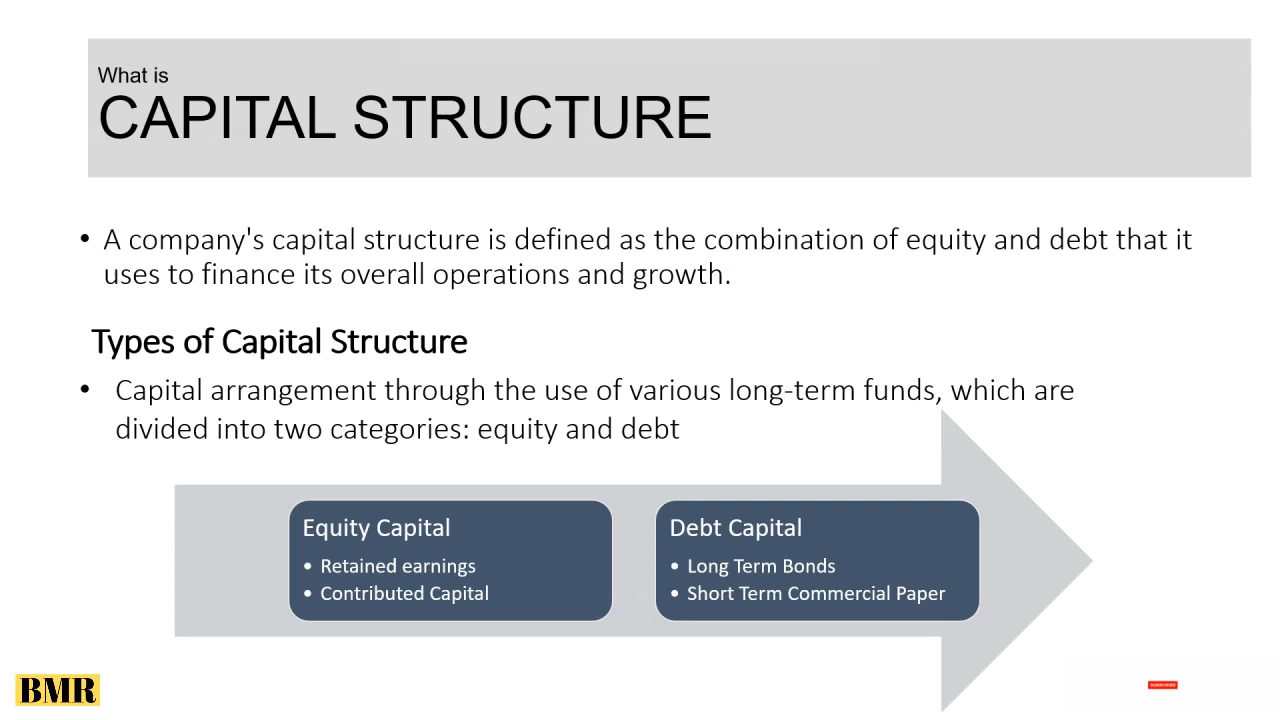 What is
CAPITAL STRUCTURE
• A company's capital structure is defined as the combination of equity and debt that it
uses to finance its overall operations and growth.
Types of Capital Structure
• Capital arrangement through the use of various long-term funds, which are
divided into two categories: equity and debt
Equity Capital
• Retained earnings
• Contributed Capital
Debt Capital
• Long Term Bonds
• Short Term Commercial Paper
BMR